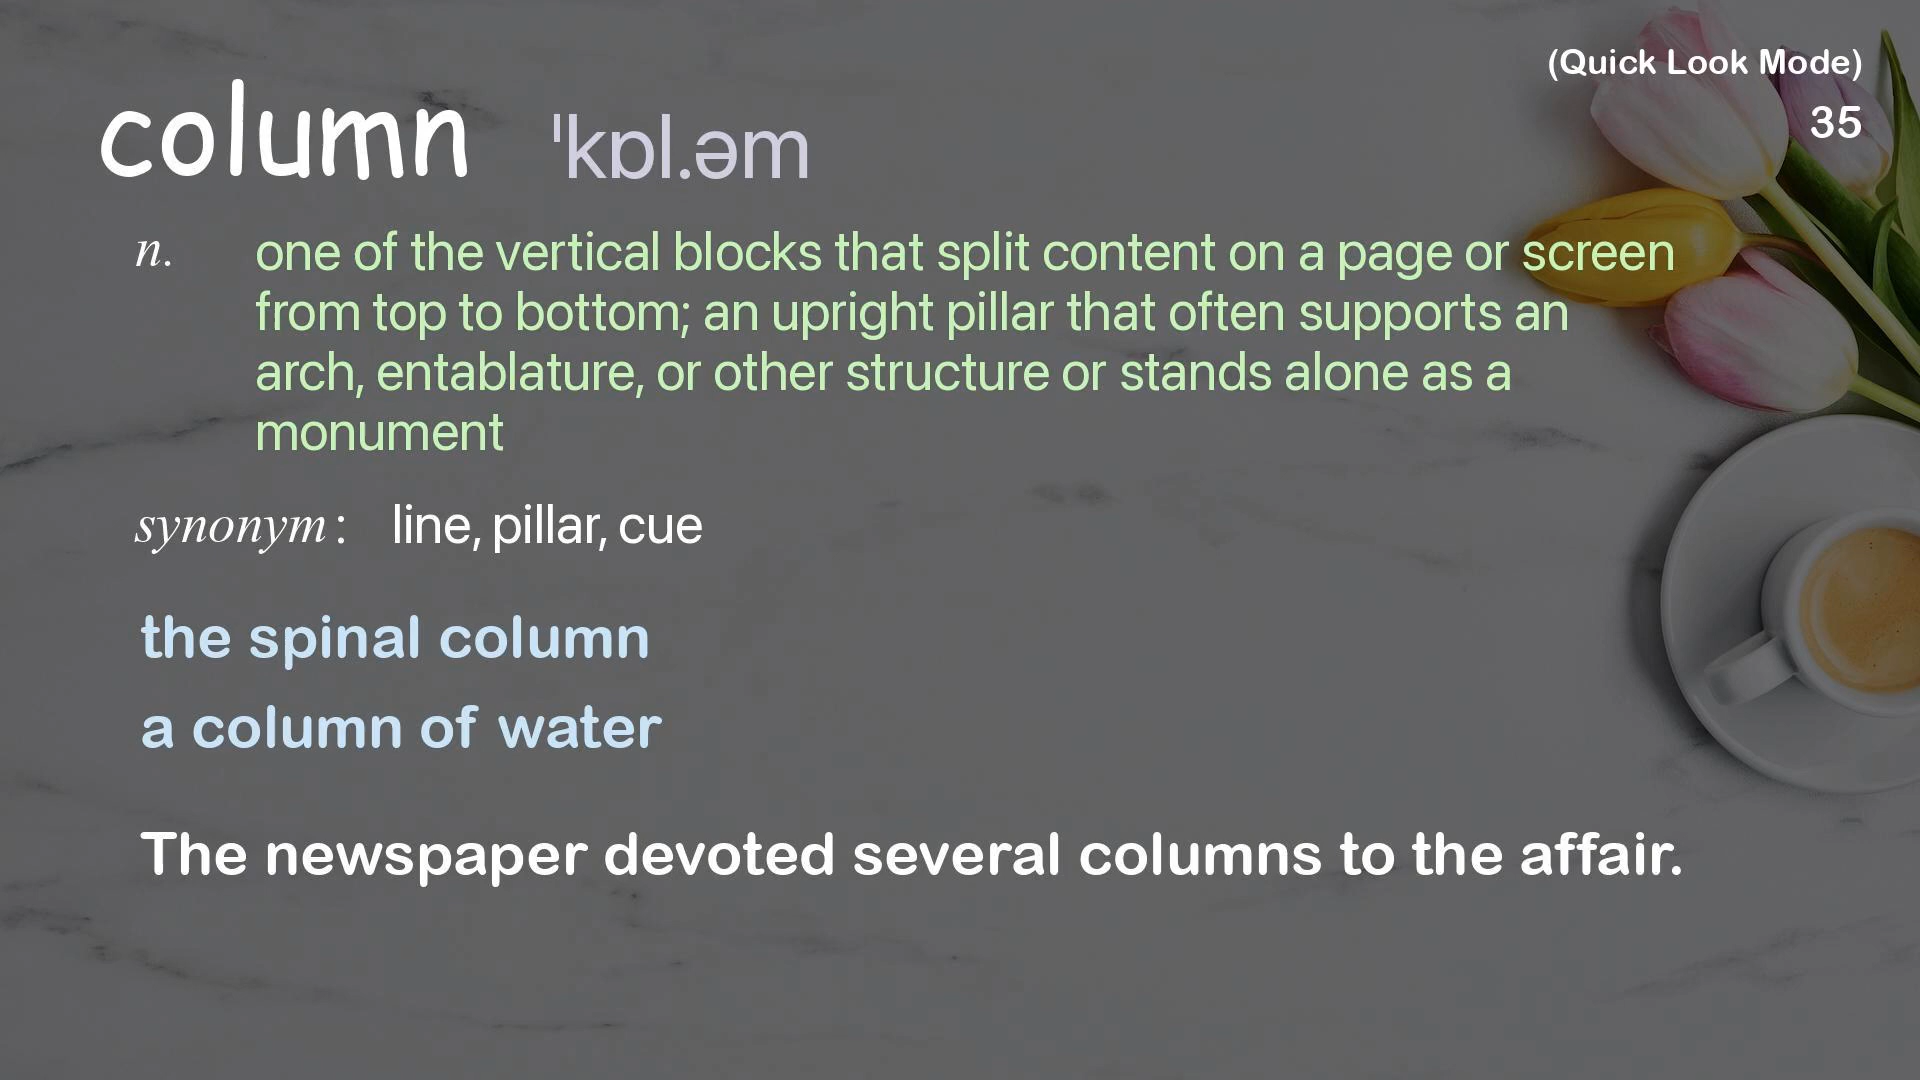 (Quick Look Mode)
35
column ˈkɒl.əm
n. one of the vertical blocks that split content on a page or screen
from top to bottom; an upright pillar that often supports an
arch, entablature, or other structure or stands alone as a
monument
synonym: line, pillar, cue
the spinal column
a column of water
The newspaper devoted several columns to the affair.